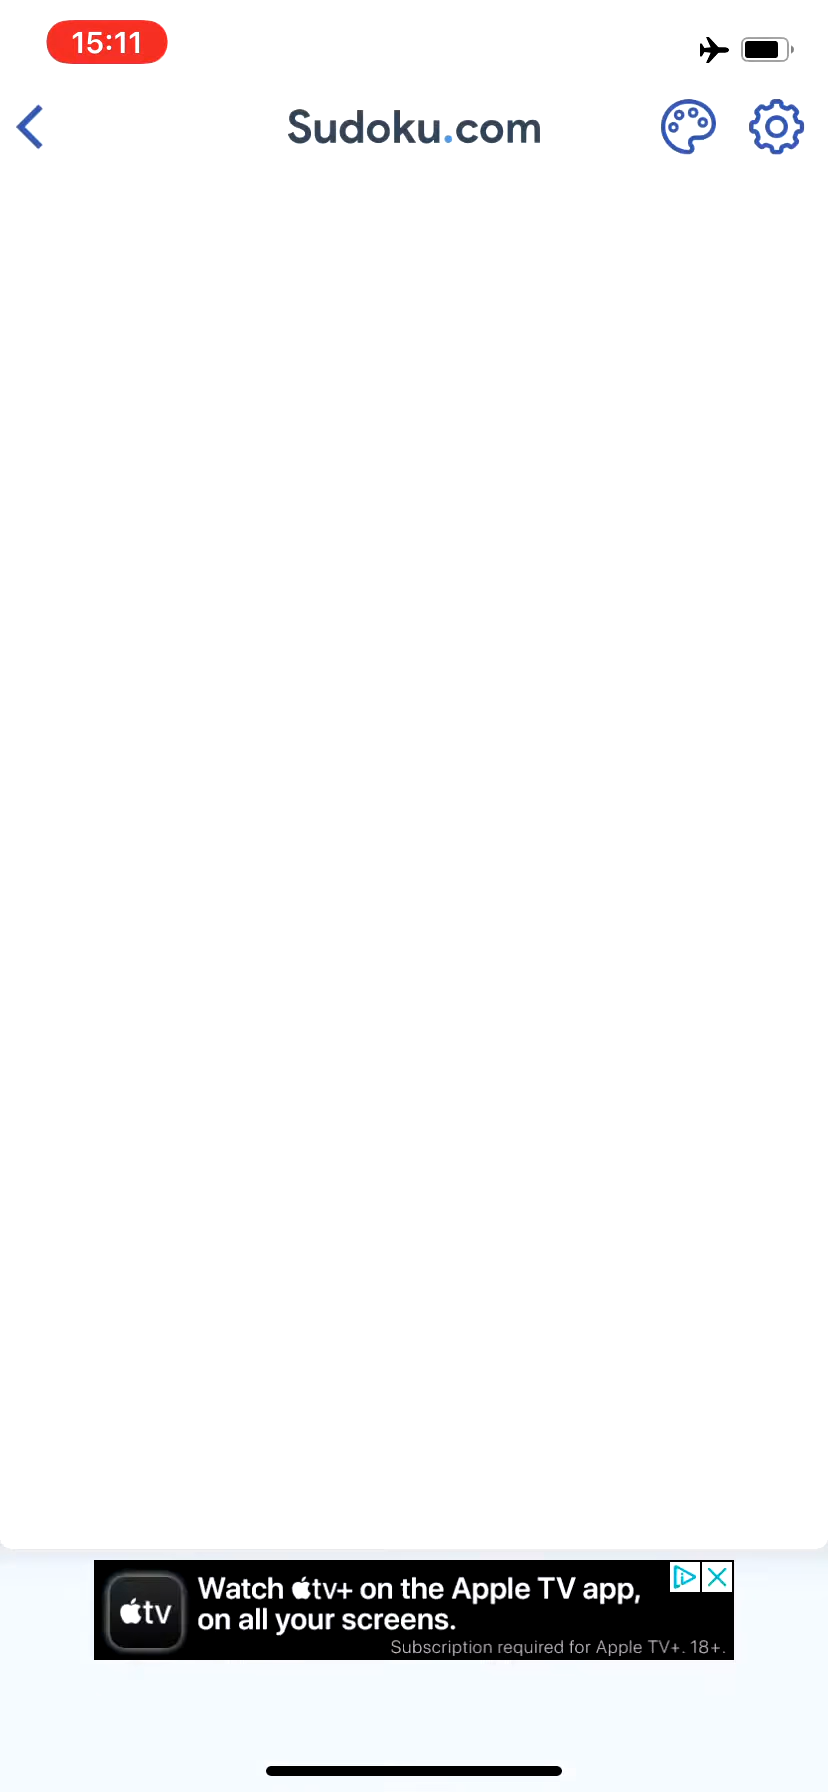 15:11
Sudoku.com
tv
Watch tv+ on the Apple TV app,
on all your screens.
Subscription required for Apple TV+. 18+.